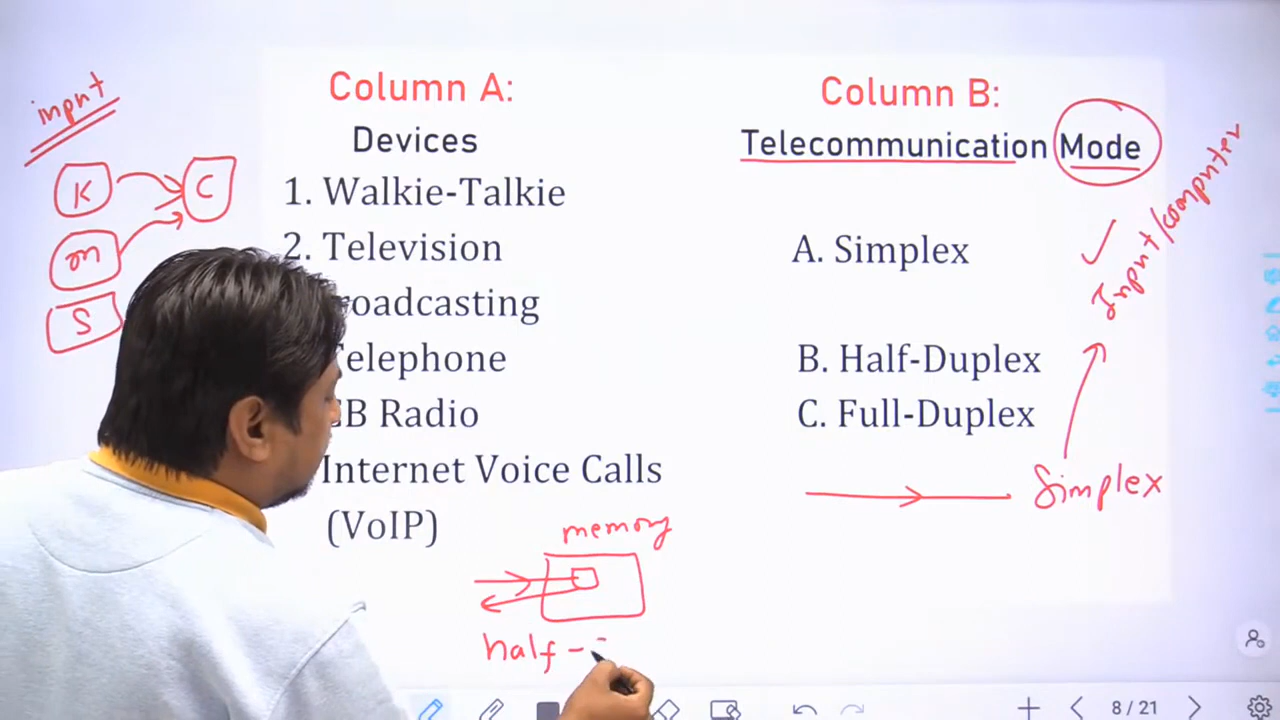 Column A:
Column B:
input
Devices
Telecommunication Mode
K
C
1. Walkie-Talkie
m
2. Television
A. Simplex
Input/computer
S
roadcasting
Telephone
B. Half-Duplex
B Radio
C. Full-Duplex
Internet Voice Calls
Simplex
(VoIP)
memory
half -
8 / 21